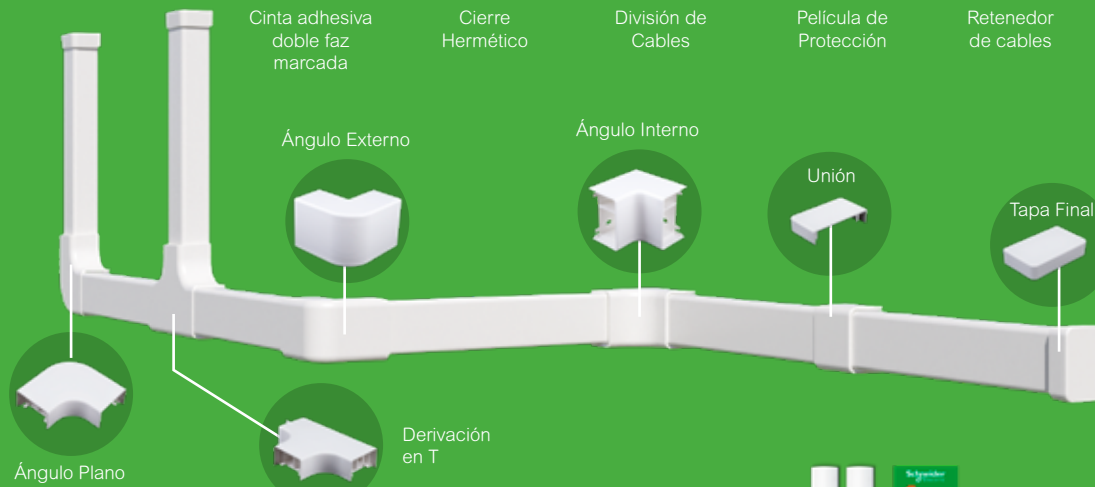 Cinta adhesiva
doble faz
marcada
Cierre
Hermético
División de
Cables
Película de
Protección
Retenedor
de cables
Ángulo Externo
Ángulo Interno
Unión
Tapa Final
Ángulo Plano
Derivación
en T
Schneider